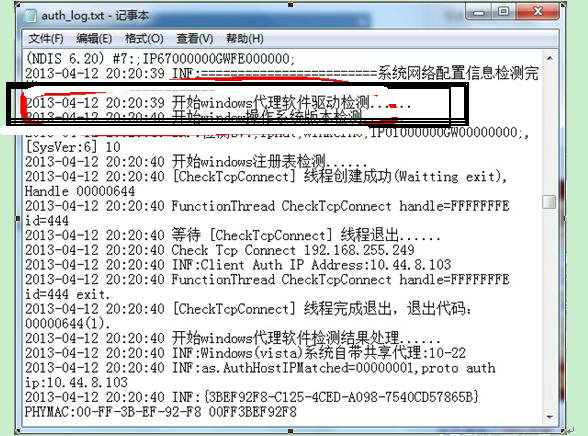 auth_log.txt - 记事本
文件(F) 编辑(E) 格式(O) 查看(V) 帮助(H)
(NDIS 6.20) #7:;IP67000000GWFE000000;
2013-04-12 20:20:39 INF:========================系统网络配置信息检测完
2013-04-12 20:20:39 开始windows代理软件驱动检测......
2013-04-12 20:20:40 开始window操作系统版本检测
[SysVer:6] 10
2013-04-12 20:20:40 开始windows注册表检测......
2013-04-12 20:20:40 [CheckTcpConnect] 线程创建成功(Waitting exit),
Handle 00000644
2013-04-12 20:20:40 FunctionThread CheckTcpConnect handle=FFFFFFFE
id=444
2013-04-12 20:20:40 等待 [CheckTcpConnect] 线程退出......
2013-04-12 20:20:40 Check Tcp Connect 192.168.255.249
2013-04-12 20:20:40 INF:Client Auth IP Address:10.44.8.103
2013-04-12 20:20:40 FunctionThread CheckTcpConnect handle=FFFFFFFE
id=444 exit.
2013-04-12 20:20:40 [CheckTcpConnect] 线程完成退出，退出代码：
00000644(1).
2013-04-12 20:20:40 开始windows代理软件检测结果处理......
2013-04-12 20:20:40 INF:Windows(vista)系统自带共享代理:10-22
2013-04-12 20:20:40 INF:as.AuthHostIPMatched=00000001,proto auth
ip:10.44.8.103
2013-04-12 20:20:40 INF:{3BEF92F8-C125-4CED-A098-7540CD57865B}
PHYMAC:00-FF-3B-EF-92-F8 00FF3BEF92F8